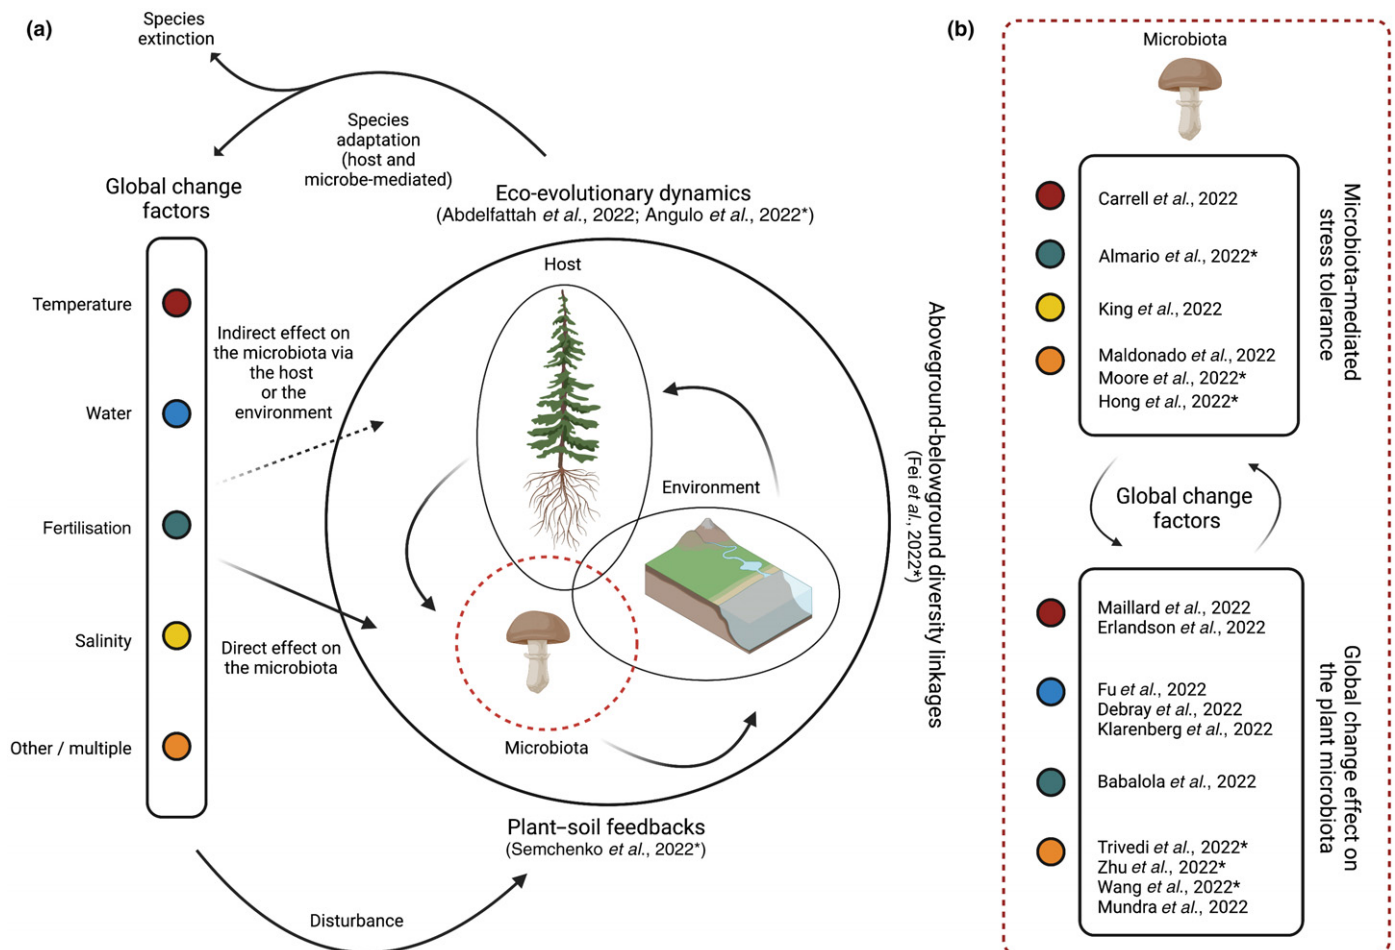 (a)
Species
extinction
Species
adaptation
(host and
microbe-mediated)
Global change
factors
Temperature
Water
Fertilisation
Salinity
Other / multiple
Indirect effect on
the microbiota via
the host
or the
environment
Direct effect on
the microbiota
Disturbance
Eco-evolutionary dynamics
(Abdelfattah et al., 2022; Angulo et al., 2022*)
Host
Environment
Microbiota
Plant–soil feedbacks
(Semchenko et al., 2022*)
Aboveground-belowground diversity linkages
(Fei et al., 2022*)
(b)
Microbiota
Carrell et al., 2022
Almario et al., 2022*
King et al., 2022
Maldonado et al., 2022
Moore et al., 2022*
Hong et al., 2022*
Microbiota-mediated
stress tolerance
Global change
factors
Maillard et al., 2022
Erlandson et al., 2022
Fu et al., 2022
Debray et al., 2022
Klarenberg et al., 2022
Babalola et al., 2022
Trivedi et al., 2022*
Zhu et al., 2022*
Wang et al., 2022*
Mundra et al., 2022
Global change effect on
the plant microbiota